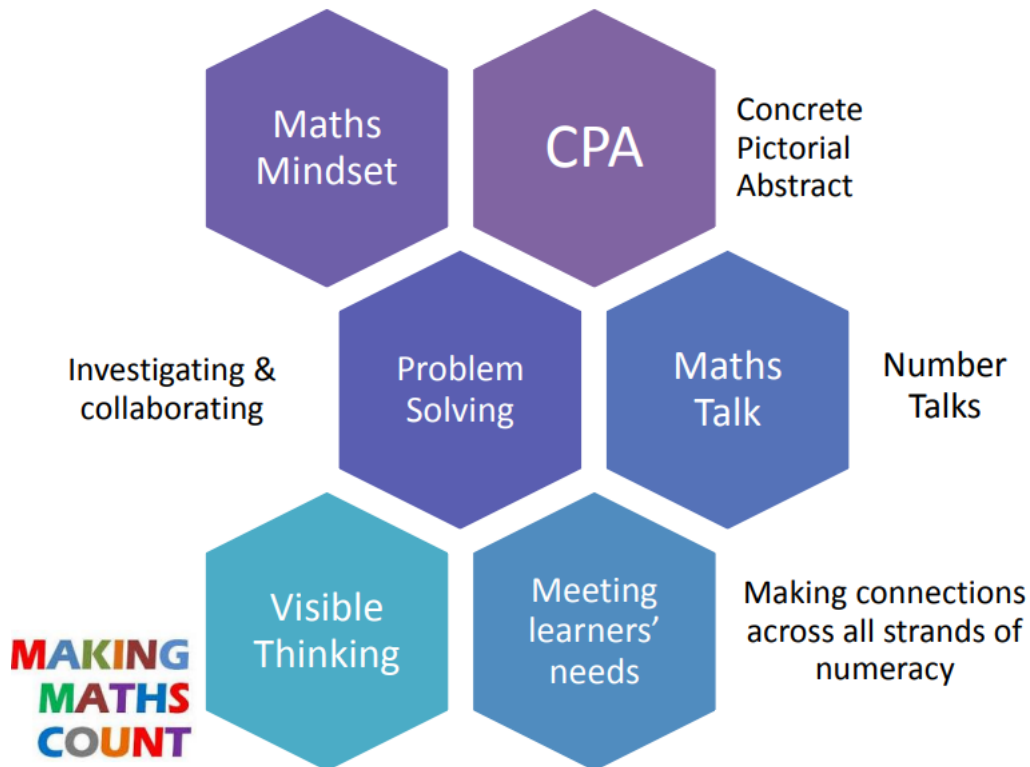 Maths
Mindset
CPA
Concrete
Pictorial
Abstract
Investigating &
collaborating
Problem
Solving
Maths
Talk
Number
Talks
Visible
Thinking
Meeting
learners’
needs
Making connections
across all strands of
numeracy
MAKING
MATHS
COUNT